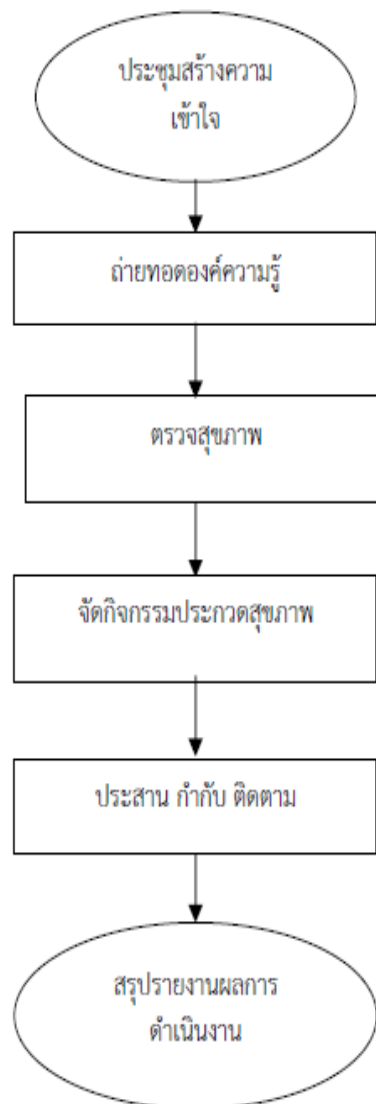 ประชุมสร้างความ
เข้าใจ
ถ่ายทอดองค์ความรู้
ตรวจสุขภาพ
จัดกิจกรรมประกวดสุขภาพ
ประสาน กำกับ ติดตาม
สรุปรายงานผลการ
ดำเนินงาน